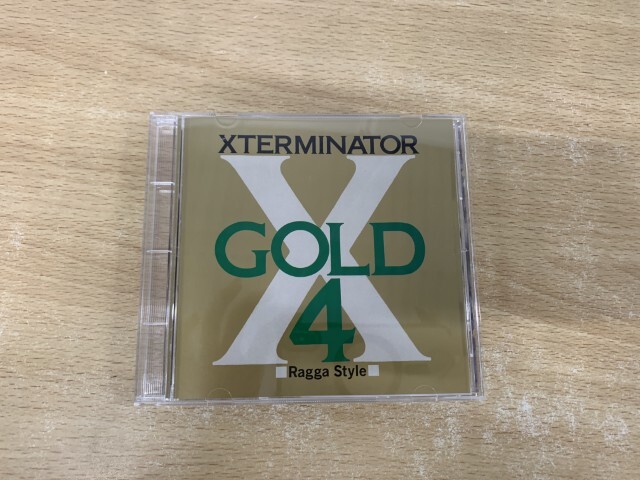 XTERMINATOR
X
GOLD
4
Ragga Style